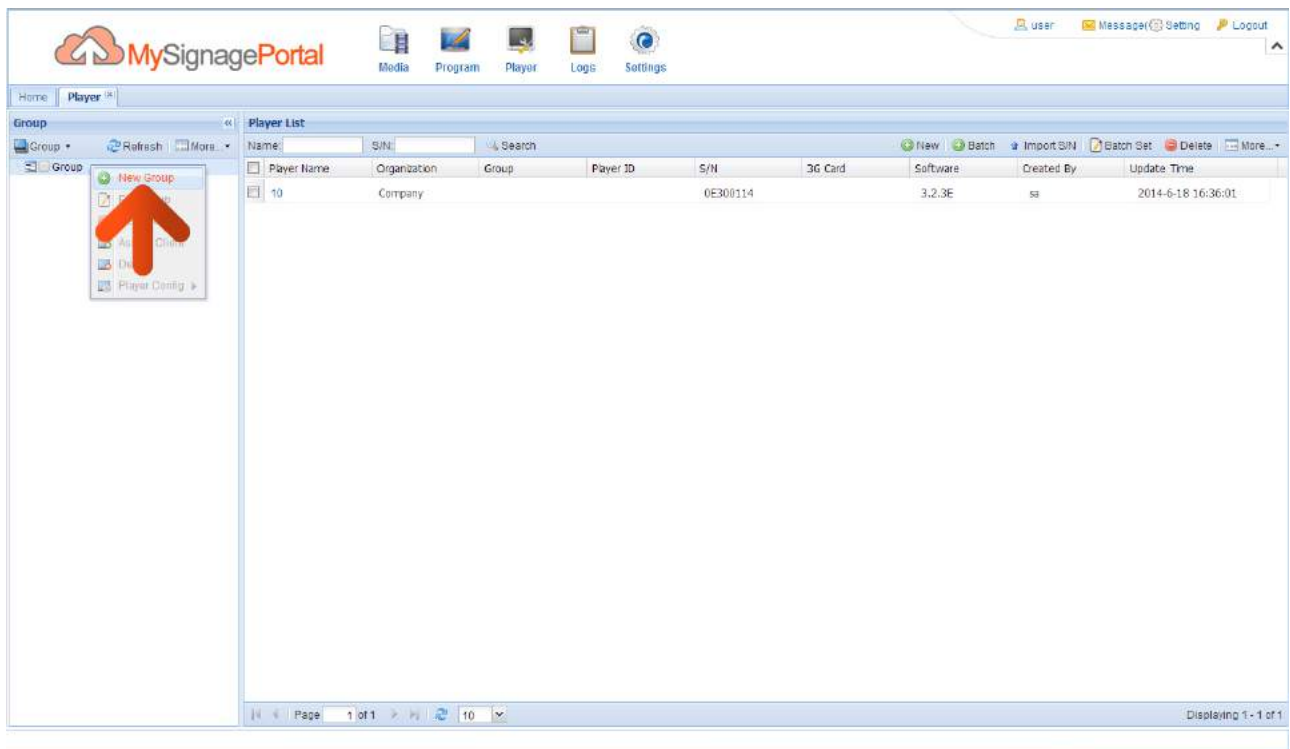 user Message( Setting Logout
MySignagePortal
Media Program Player Logs Settings
Home Player
Group Player List
Group Refresh More... Name: S/N: Search New Batch Import S/N Batch Set Delete More...
Group Player Name Organization Group Player ID S/N 3G Card Software Created By Update Time
New Group
10 Company 0E300114 3.2.3E sa 2014-6-18 16:36:01
Client
Player Config
Page 1 of 1 10 Displaying 1 - 1 of 1